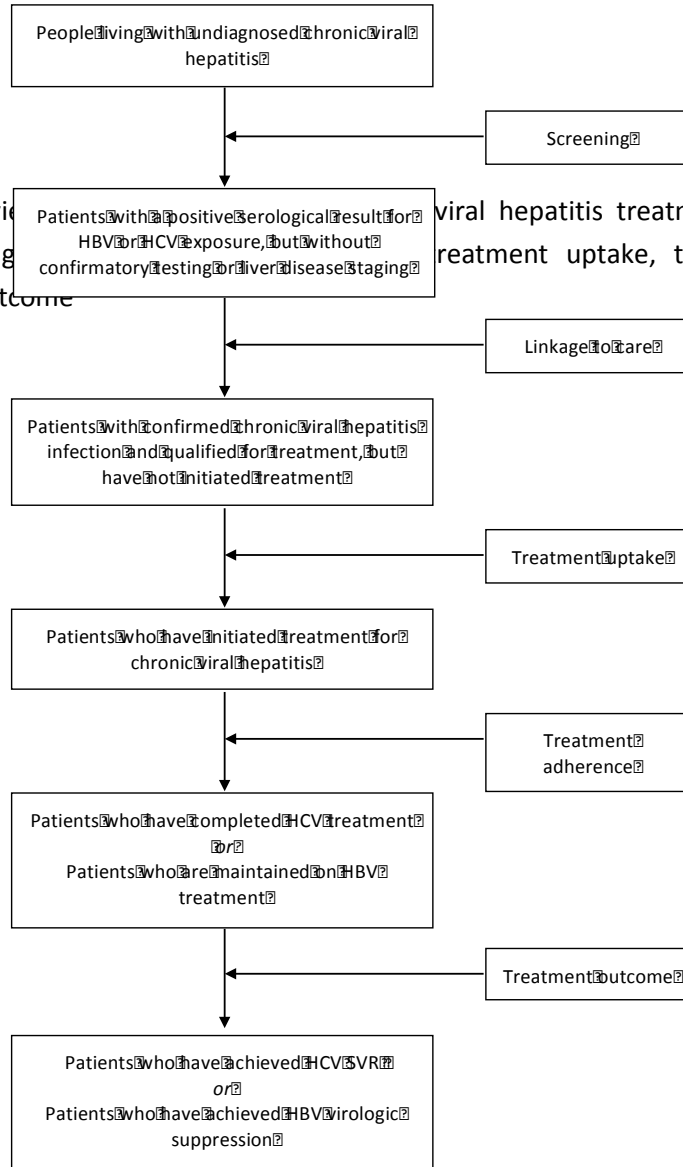 People living with undiagnosed chronic viral
hepatitis
Screening
Patients with a positive serological result for
HBV or HCV exposure, but without
confirmatory testing or liver disease staging
viral hepatitis
treatment uptake,
Linkage to care
Patients with confirmed chronic viral hepatitis
infection and qualified for treatment, but
have not initiated treatment
Treatment uptake
Patients who have initiated treatment for
chronic viral hepatitis
Treatment
adherence
Patients who have completed HCV treatment
or
Patients who are maintained on HBV
treatment
Treatment outcome
Patients who have achieved HCV SVR
or
Patients who have achieved HBV virologic
suppression